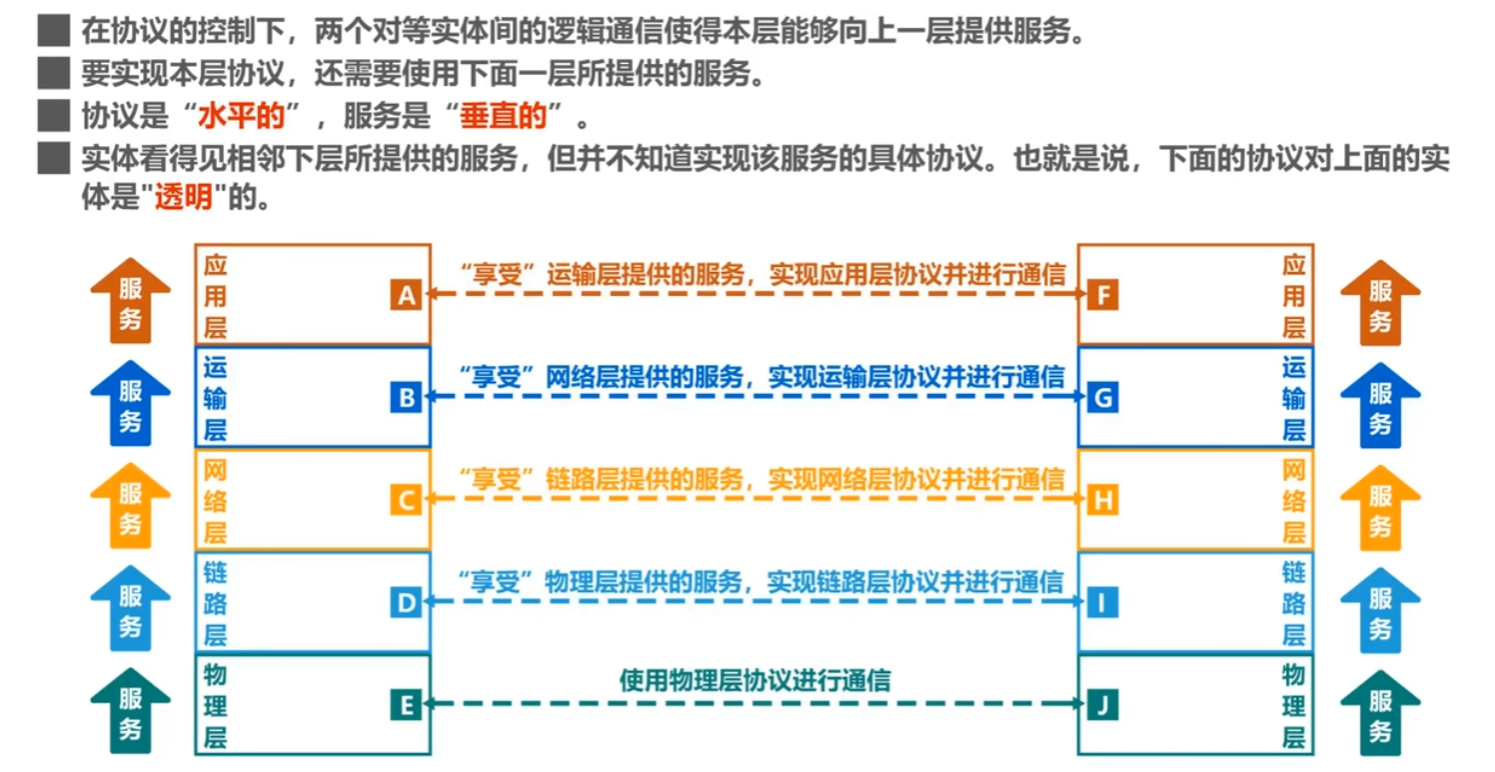 在协议的控制下，两个对等实体间的逻辑通信使得本层能够向上一层提供服务。
要实现本层协议，还需要使用下面一层所提供的服务。
协议是“水平的”，服务是“垂直的”。
实体看得见相邻下层所提供的服务，但并不知道实现该服务的具体协议。也就是说，下面的协议对上面的实
体是"透明"的。
服务
应用层
A
“享受”运输层提供的服务，实现应用层协议并进行通信
F
应用层
服务
服务
运输层
B
“享受”网络层提供的服务，实现运输层协议并进行通信
G
运输层
服务
服务
网络层
C
“享受”链路层提供的服务，实现网络层协议并进行通信
H
网络层
服务
服务
链路层
D
“享受”物理层提供的服务，实现链路层协议并进行通信
I
链路层
服务
服务
物理层
E
使用物理层协议进行通信
J
物理层
服务